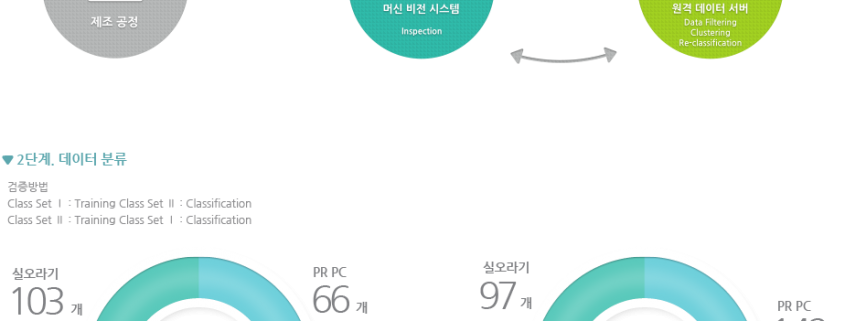 제조 공정
머신 비전 시스템
Inspection
원격 데이터 서버
Data Filtering
Clustering
Re-classification
▼ 2단계. 데이터 분류
검증방법
Class Set Ⅰ : Training Class Set Ⅱ : Classification
Class Set Ⅱ : Training Class Set Ⅰ : Classification
실오라기
103 개
PR PC
66 개
실오라기
97 개
PR PC